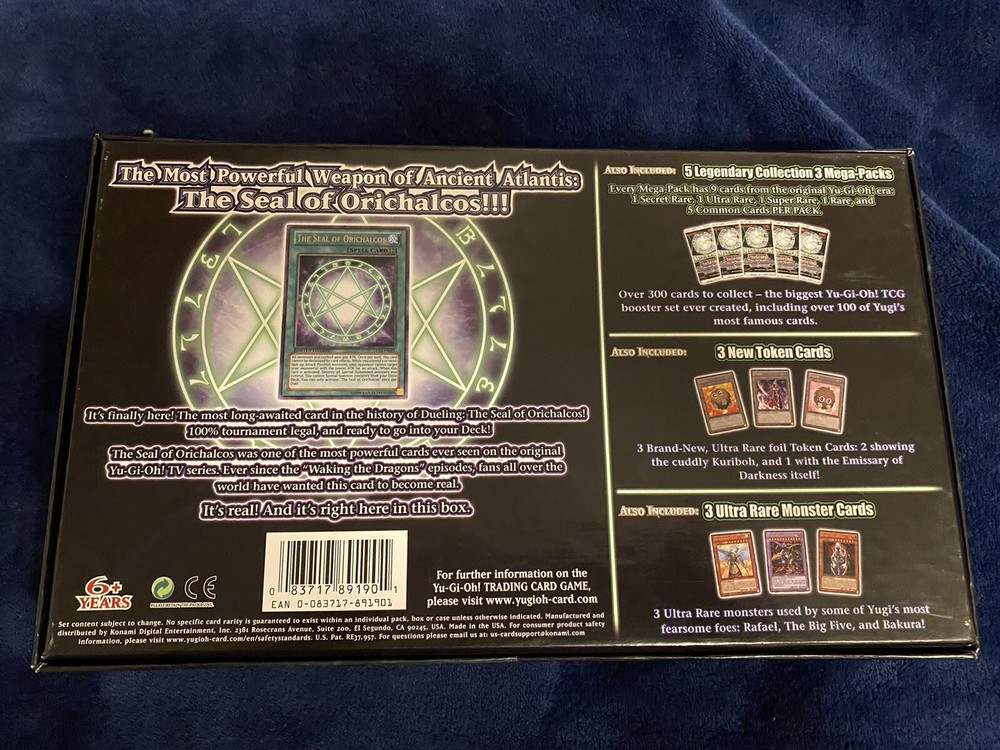 The Most Powerful Weapon of Ancient Atlantis:
The Seal of Orichalcos!!!
The Seal of Orichalcos
[Spell Card]
It's finally here! The most long-awaited card in the history of Dueling: The Seal of Orichalcos!
100% tournament legal, and ready to go into your Deck!
The Seal of Orichalcos was one of the most powerful cards ever seen on the original
Yu-Gi-Oh! TV series. Ever since the "Waking the Dragons" episodes, fans all over the
world have wanted this card to become real.
It's real! And it's right here in this box.
6+
YEARS
CE
0 83717 89190 1
EAN 0-083717-891901
For further information on the
Yu-Gi-Oh! TRADING CARD GAME,
please visit www.yugioh-card.com
* Set content subject to change. No specific card rarity is guaranteed to exist within an individual pack, box or case unless otherwise indicated. Manufactured and
distributed by Konami Digital Entertainment, Inc. 2381 Rosecrans Avenue, Suite 200, El Segundo, CA 90245, USA. Made in the USA. For consumer product safety
information, please visit www.yugioh-card.com/en/safetystandards. U.S. Pat. RE37,957. For questions please email us at: us-cardsupport@konami.com
Also Included: 5 Legendary Collection 3 Mega-Packs
Every Mega-Pack has 9 cards from the original Yu-Gi-Oh! era:
1 Secret Rare, 1 Ultra Rare, 1 Super Rare, 1 Rare, and
5 Common Cards PER PACK.
Over 300 cards to collect – the biggest Yu-Gi-Oh! TCG
booster set ever created, including over 100 of Yugi's
most famous cards.
Also Included: 3 New Token Cards
3 Brand-New, Ultra Rare foil Token Cards: 2 showing
the cuddly Kuriboh, and 1 with the Emissary of
Darkness itself!
Also Included: 3 Ultra Rare Monster Cards
3 Ultra Rare monsters used by some of Yugi's most
fearsome foes: Rafael, The Big Five, and Bakura!